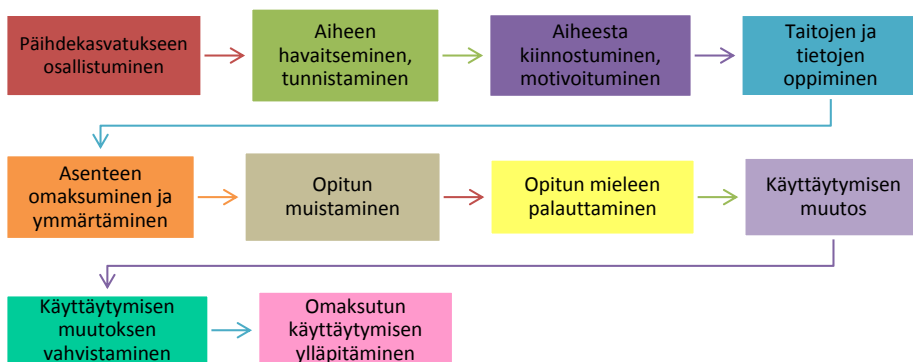 Päihdekasvatukseen
osallistuminen
Aiheen
havaitseminen,
tunnistaminen
Aiheesta
kiinnostuminen,
motivoituminen
Taitojen ja
tietojen
oppiminen
Asenteen
omaksuminen ja
ymmärtäminen
Opitun
muistaminen
Opitun mieleen
palauttaminen
Käyttäytymisen
muutos
Käyttäytymisen
muutoksen
vahvistaminen
Omaksutun
käyttäytymisen
ylläpitäminen